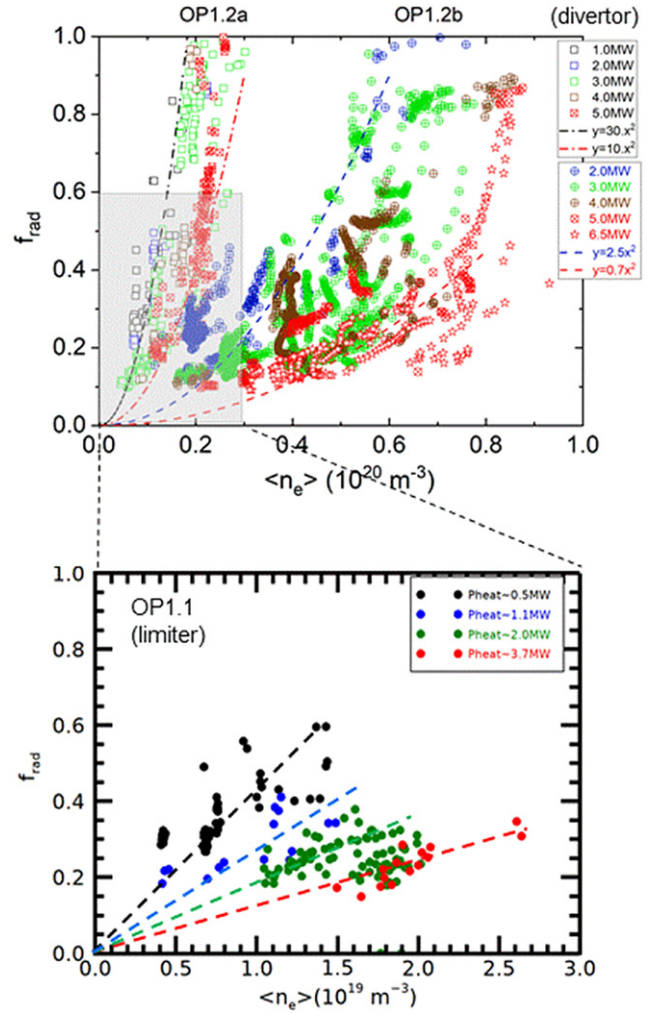 OP1.2a OP1.2b (divertor)
1.0MW
2.0MW
3.0MW
4.0MW
5.0MW
y=30.x²
y=10.x²
2.0MW
3.0MW
4.0MW
5.0MW
6.5MW
y=2.5x²
y=0.7x²
1.0
0.8
0.6
0.4
0.2
0.0
f_rad
0.0 0.2 0.4 0.6 0.8 1.0
<n_e> (10²⁰ m⁻³)
OP1.1
(limiter)
Pheat~0.5MW
Pheat~1.1MW
Pheat~2.0MW
Pheat~3.7MW
1.0
0.8
0.6
0.4
0.2
0.0
f_rad
0.0 0.5 1.0 1.5 2.0 2.5 3.0
<n_e>(10¹⁹ m⁻³)